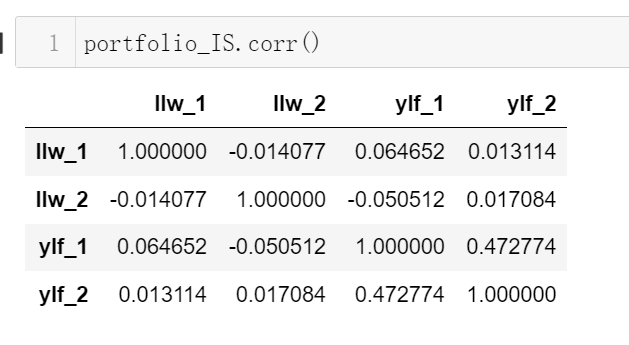 1 portfolio_IS.corr()
llw_1 llw_2 ylf_1 ylf_2
llw_1 1.000000 -0.014077 0.064652 0.013114
llw_2 -0.014077 1.000000 -0.050512 0.017084
ylf_1 0.064652 -0.050512 1.000000 0.472774
ylf_2 0.013114 0.017084 0.472774 1.000000